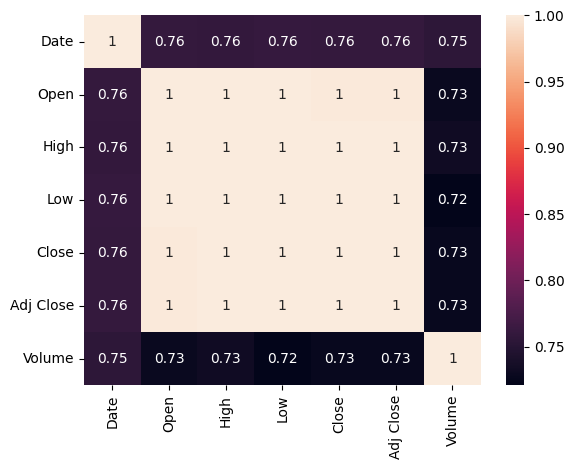 Date 1 0.76 0.76 0.76 0.76 0.76 0.75
Open 0.76 1 1 1 1 1 0.73
High 0.76 1 1 1 1 1 0.73
Low 0.76 1 1 1 1 1 0.72
Close 0.76 1 1 1 1 1 0.73
Adj Close 0.76 1 1 1 1 1 0.73
Volume 0.75 0.73 0.73 0.72 0.73 0.73 1
Date Open High Low Close Adj Close Volume
1.00
0.95
0.90
0.85
0.80
0.75